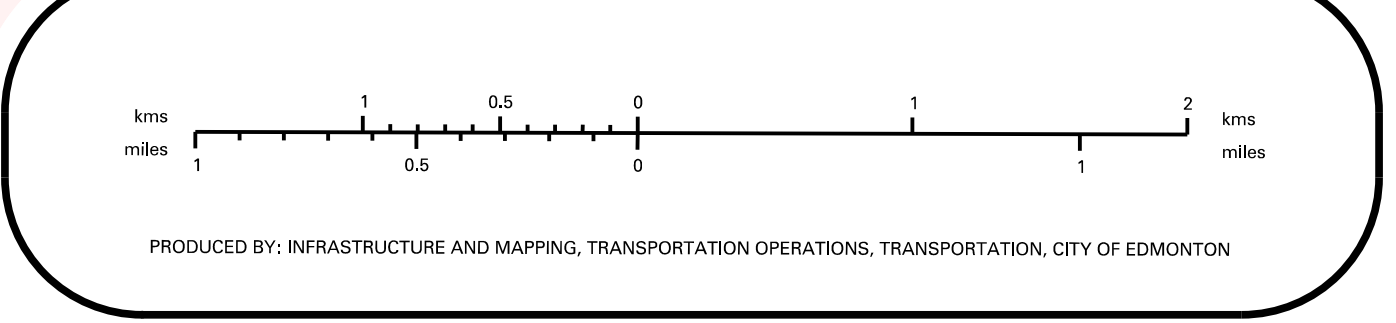 1 0.5 0 1 2
kms kms
miles miles
1 0.5 0 1
PRODUCED BY: INFRASTRUCTURE AND MAPPING, TRANSPORTATION OPERATIONS, TRANSPORTATION, CITY OF EDMONTON